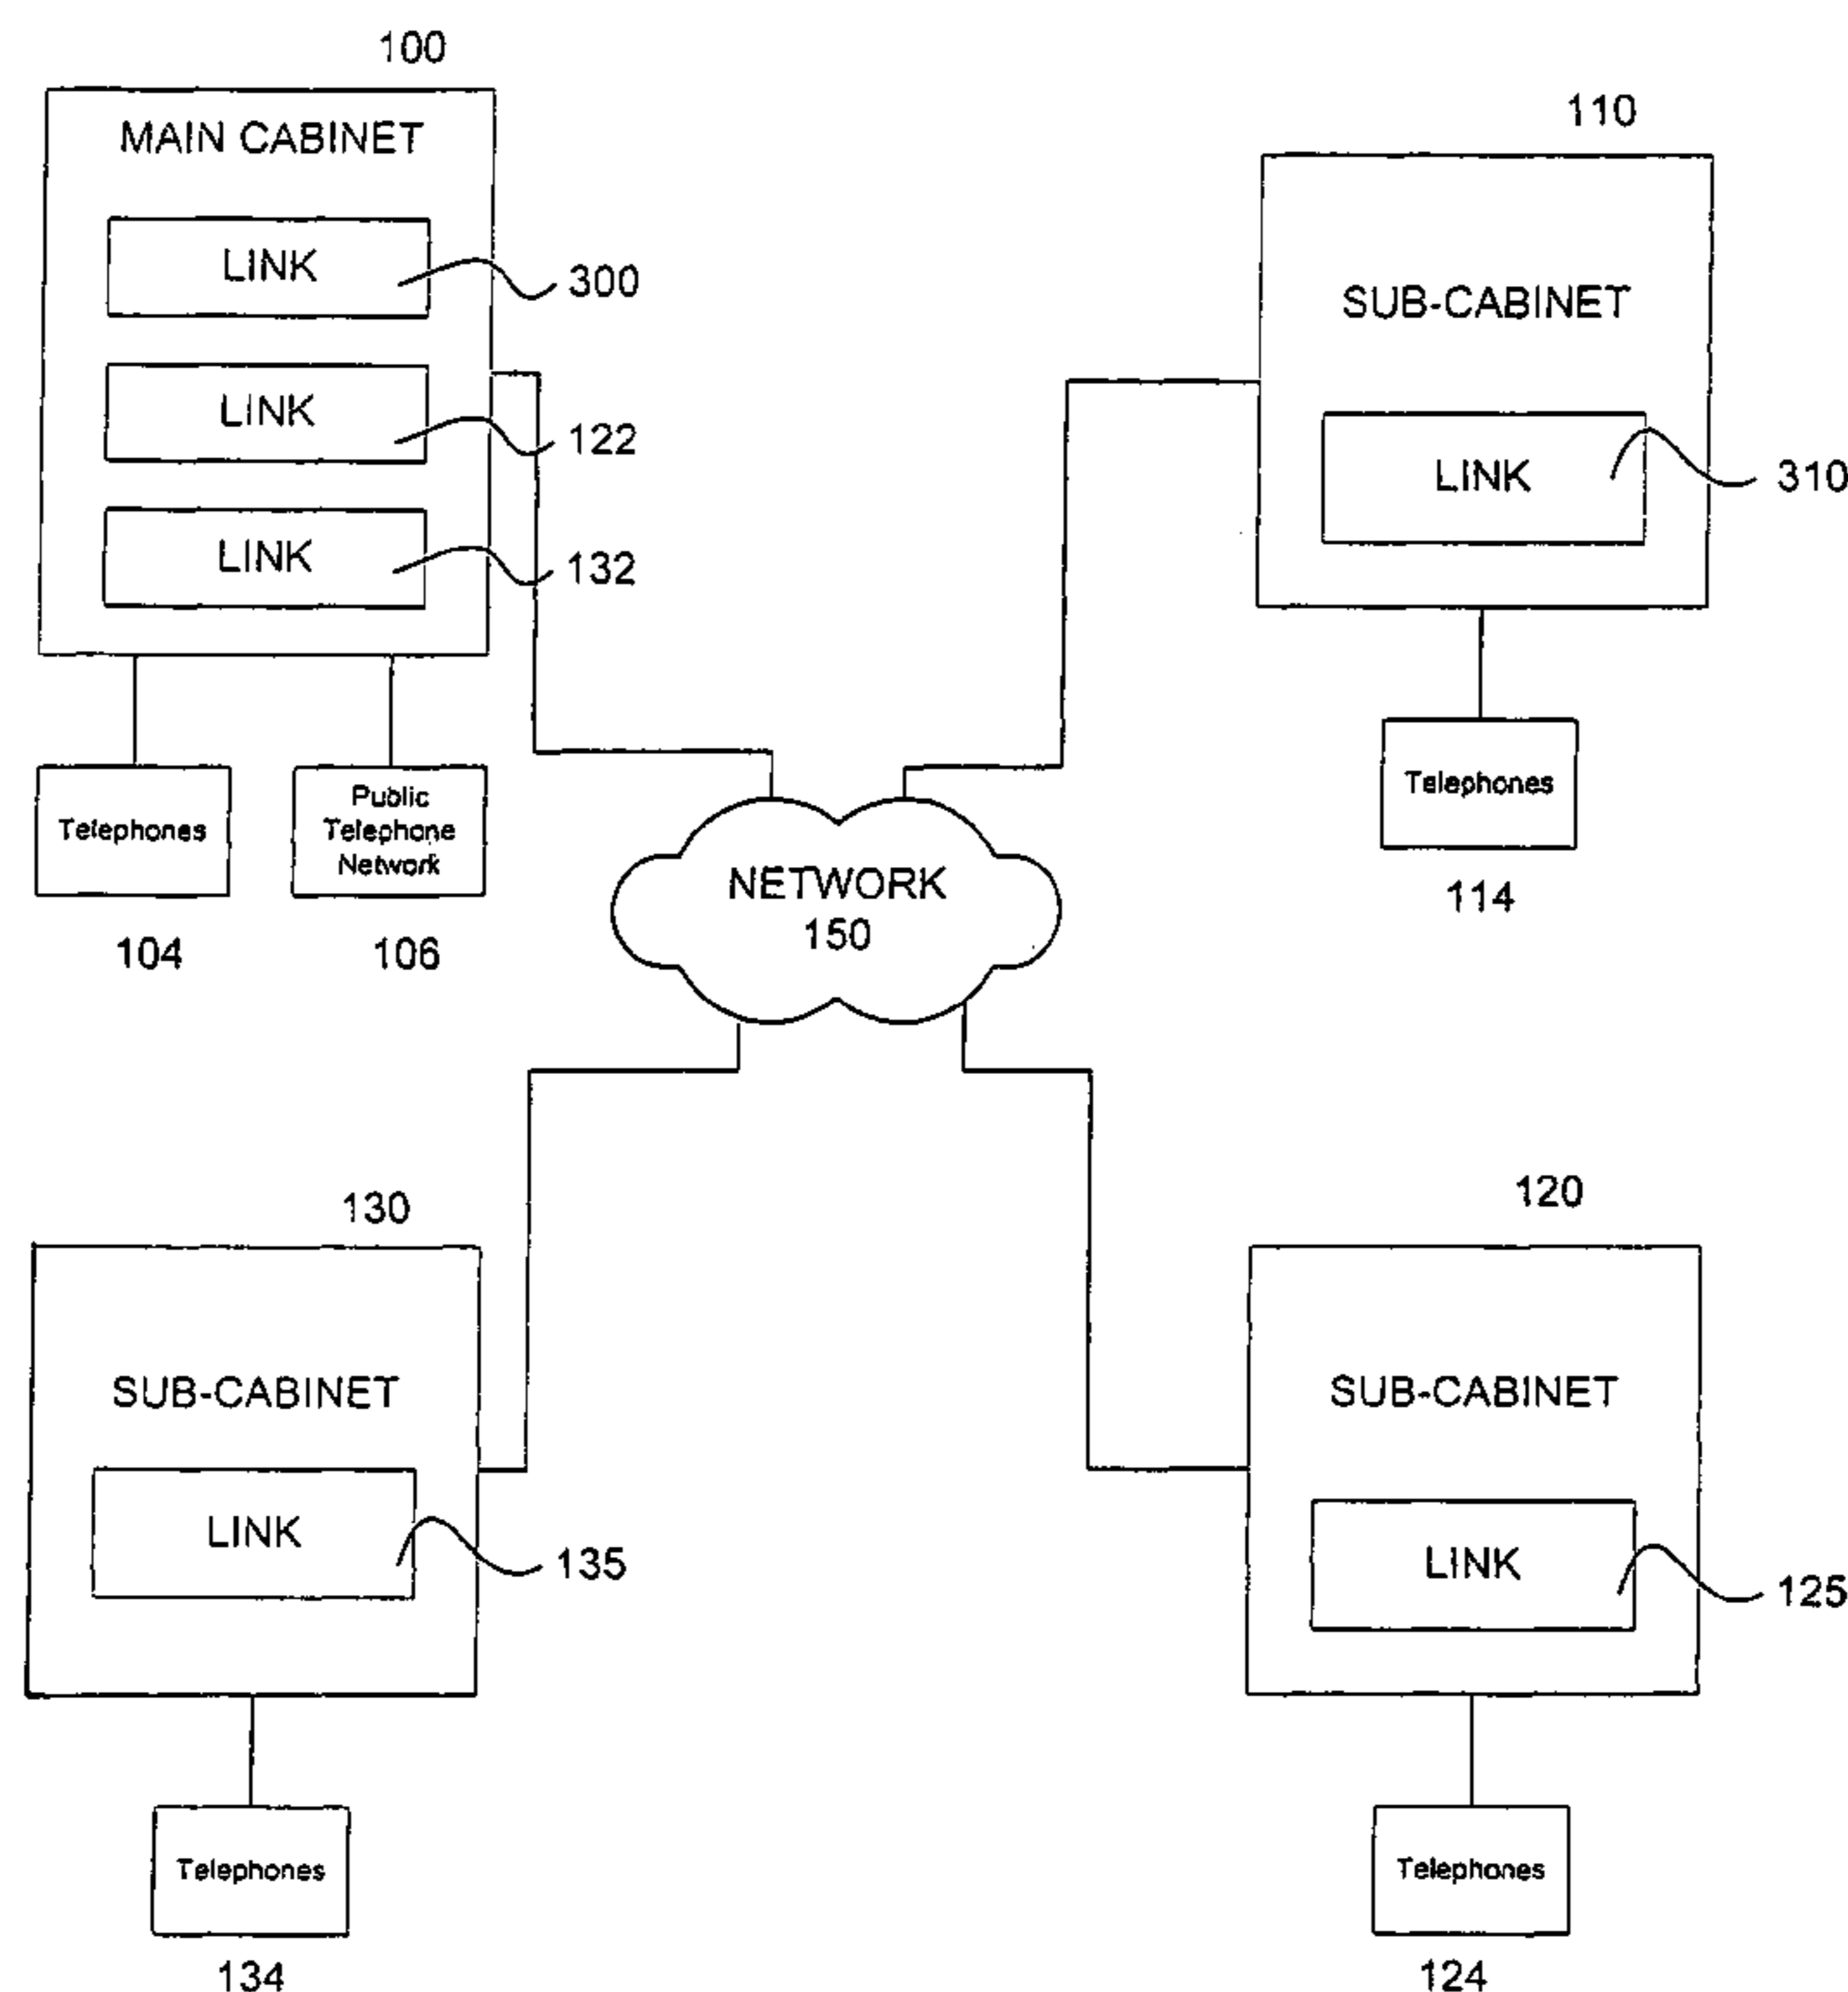 100
MAIN CABINET
LINK
300
LINK
122
LINK
132
Telephones
104
Public
Telephone
Network
106
110
SUB-CABINET
LINK
310
Telephones
114
NETWORK
150
130
SUB-CABINET
LINK
135
Telephones
134
120
SUB-CABINET
LINK
125
Telephones
124